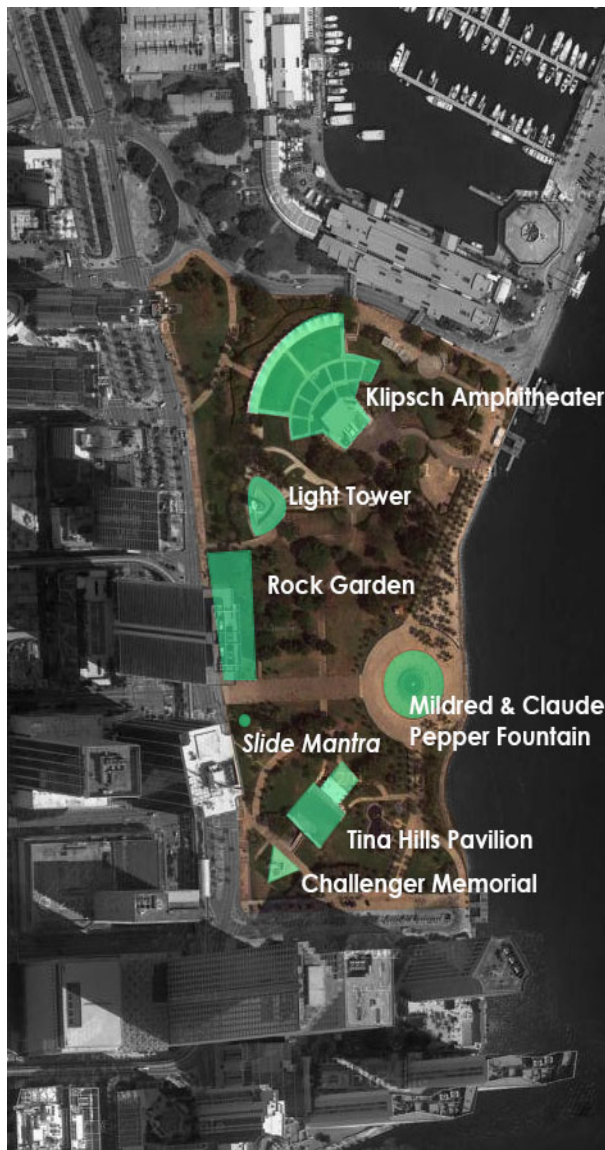 Klipsch Amphitheater
Light Tower
Rock Garden
Mildred & Claude
Pepper Fountain
Slide Mantra
Tina Hills Pavilion
Challenger Memorial